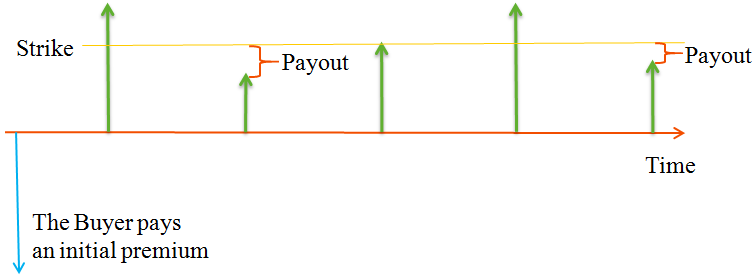 Strike
Payout
Payout
Time
The Buyer pays
an initial premium